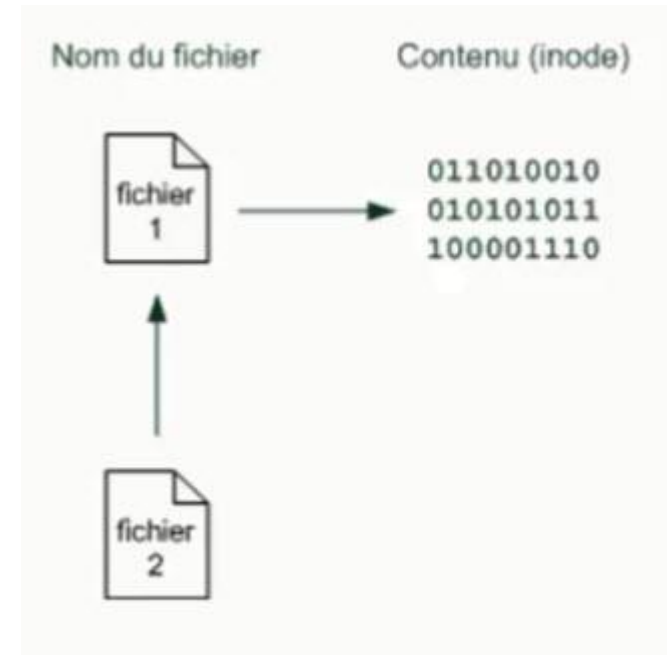 Nom du fichier
Contenu (inode)
fichier
1
011010010
010101011
100001110
fichier
2